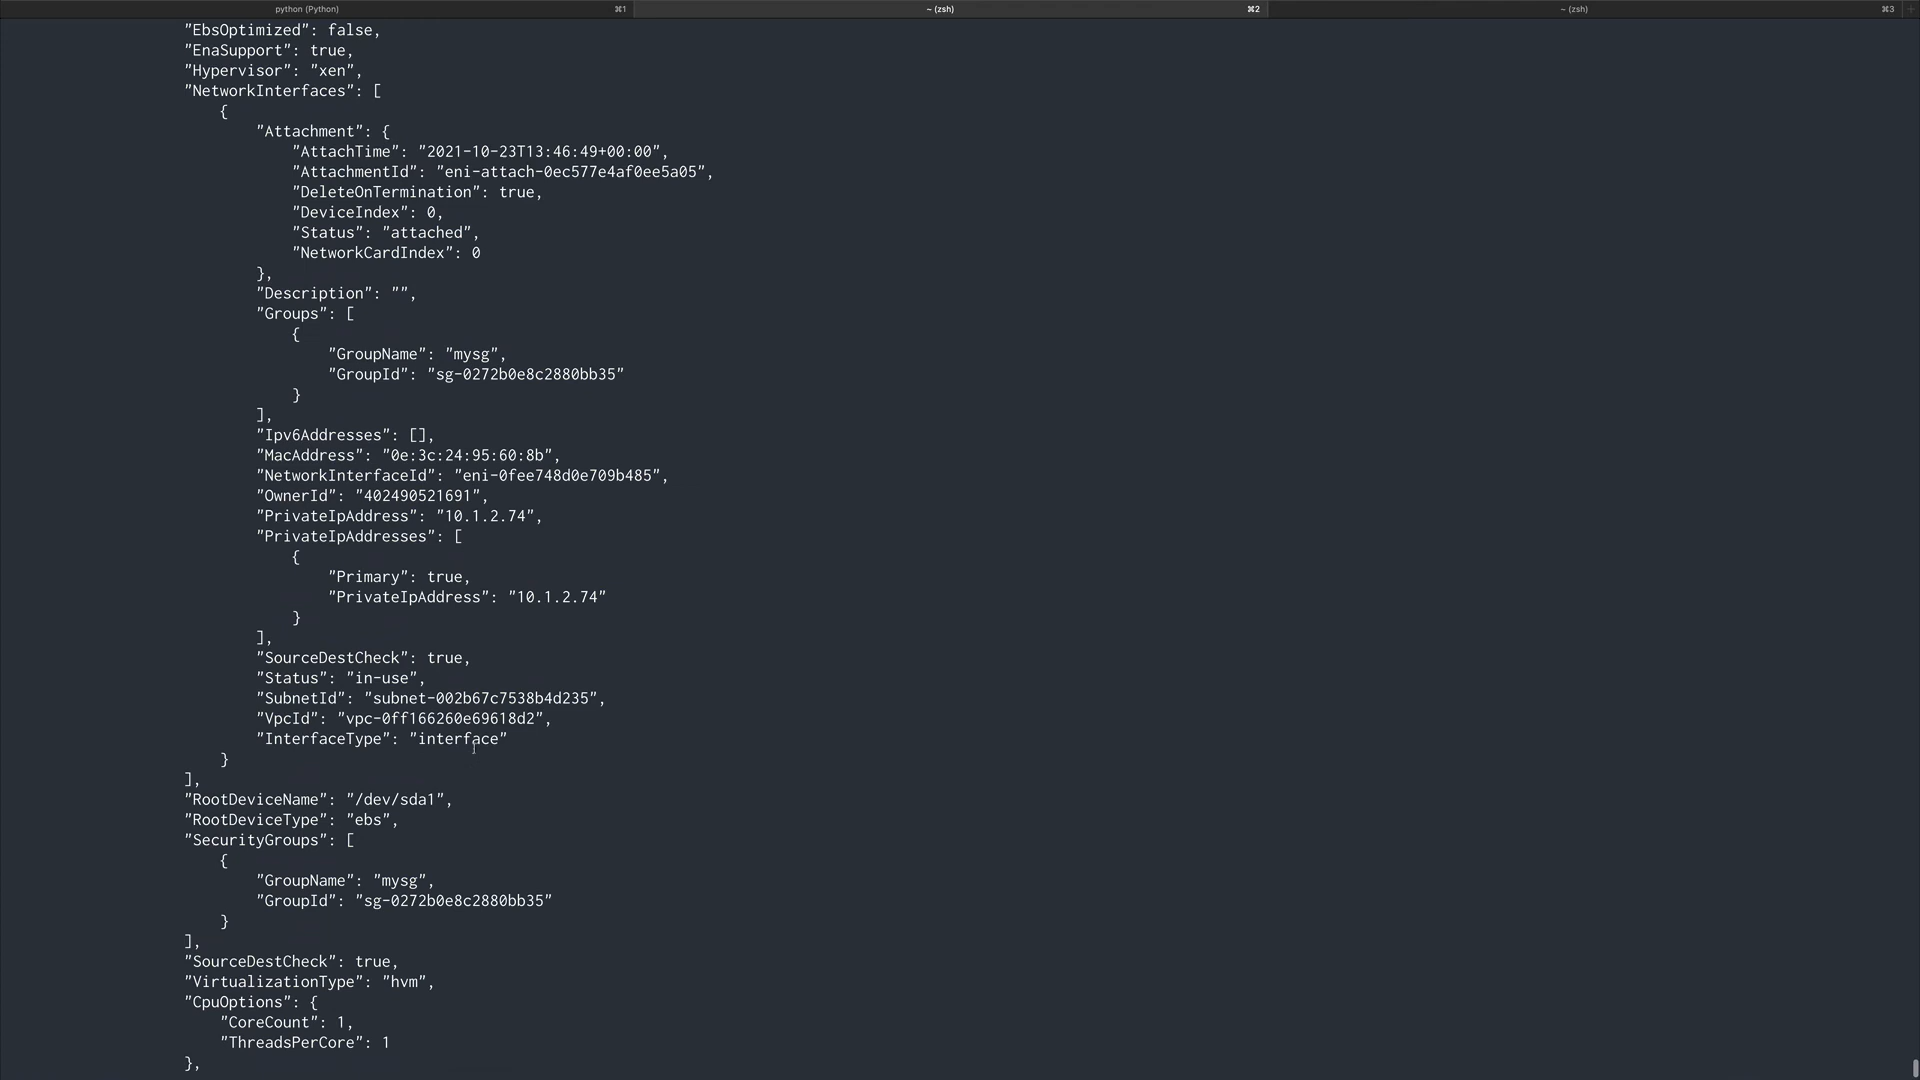 python (Python) ⌘1 ~ (zsh) ⌘2 ~ (zsh) ⌘3
"EbsOptimized": false,
"EnaSupport": true,
"Hypervisor": "xen",
"NetworkInterfaces": [
{
"Attachment": {
"AttachTime": "2021-10-23T13:46:49+00:00",
"AttachmentId": "eni-attach-0ec577e4af0ee5a05",
"DeleteOnTermination": true,
"DeviceIndex": 0,
"Status": "attached",
"NetworkCardIndex": 0
},
"Description": "",
"Groups": [
{
"GroupName": "mysg",
"GroupId": "sg-0272b0e8c2880bb35"
}
],
"Ipv6Addresses": [],
"MacAddress": "0e:3c:24:95:60:8b",
"NetworkInterfaceId": "eni-0fee748d0e709b485",
"OwnerId": "402490521691",
"PrivateIpAddress": "10.1.2.74",
"PrivateIpAddresses": [
{
"Primary": true,
"PrivateIpAddress": "10.1.2.74"
}
],
"SourceDestCheck": true,
"Status": "in-use",
"SubnetId": "subnet-002b67c7538b4d235",
"VpcId": "vpc-0ff166260e69618d2",
"InterfaceType": "interface"
}
],
"RootDeviceName": "/dev/sda1",
"RootDeviceType": "ebs",
"SecurityGroups": [
{
"GroupName": "mysg",
"GroupId": "sg-0272b0e8c2880bb35"
}
],
"SourceDestCheck": true,
"VirtualizationType": "hvm",
"CpuOptions": {
"CoreCount": 1,
"ThreadsPerCore": 1
},